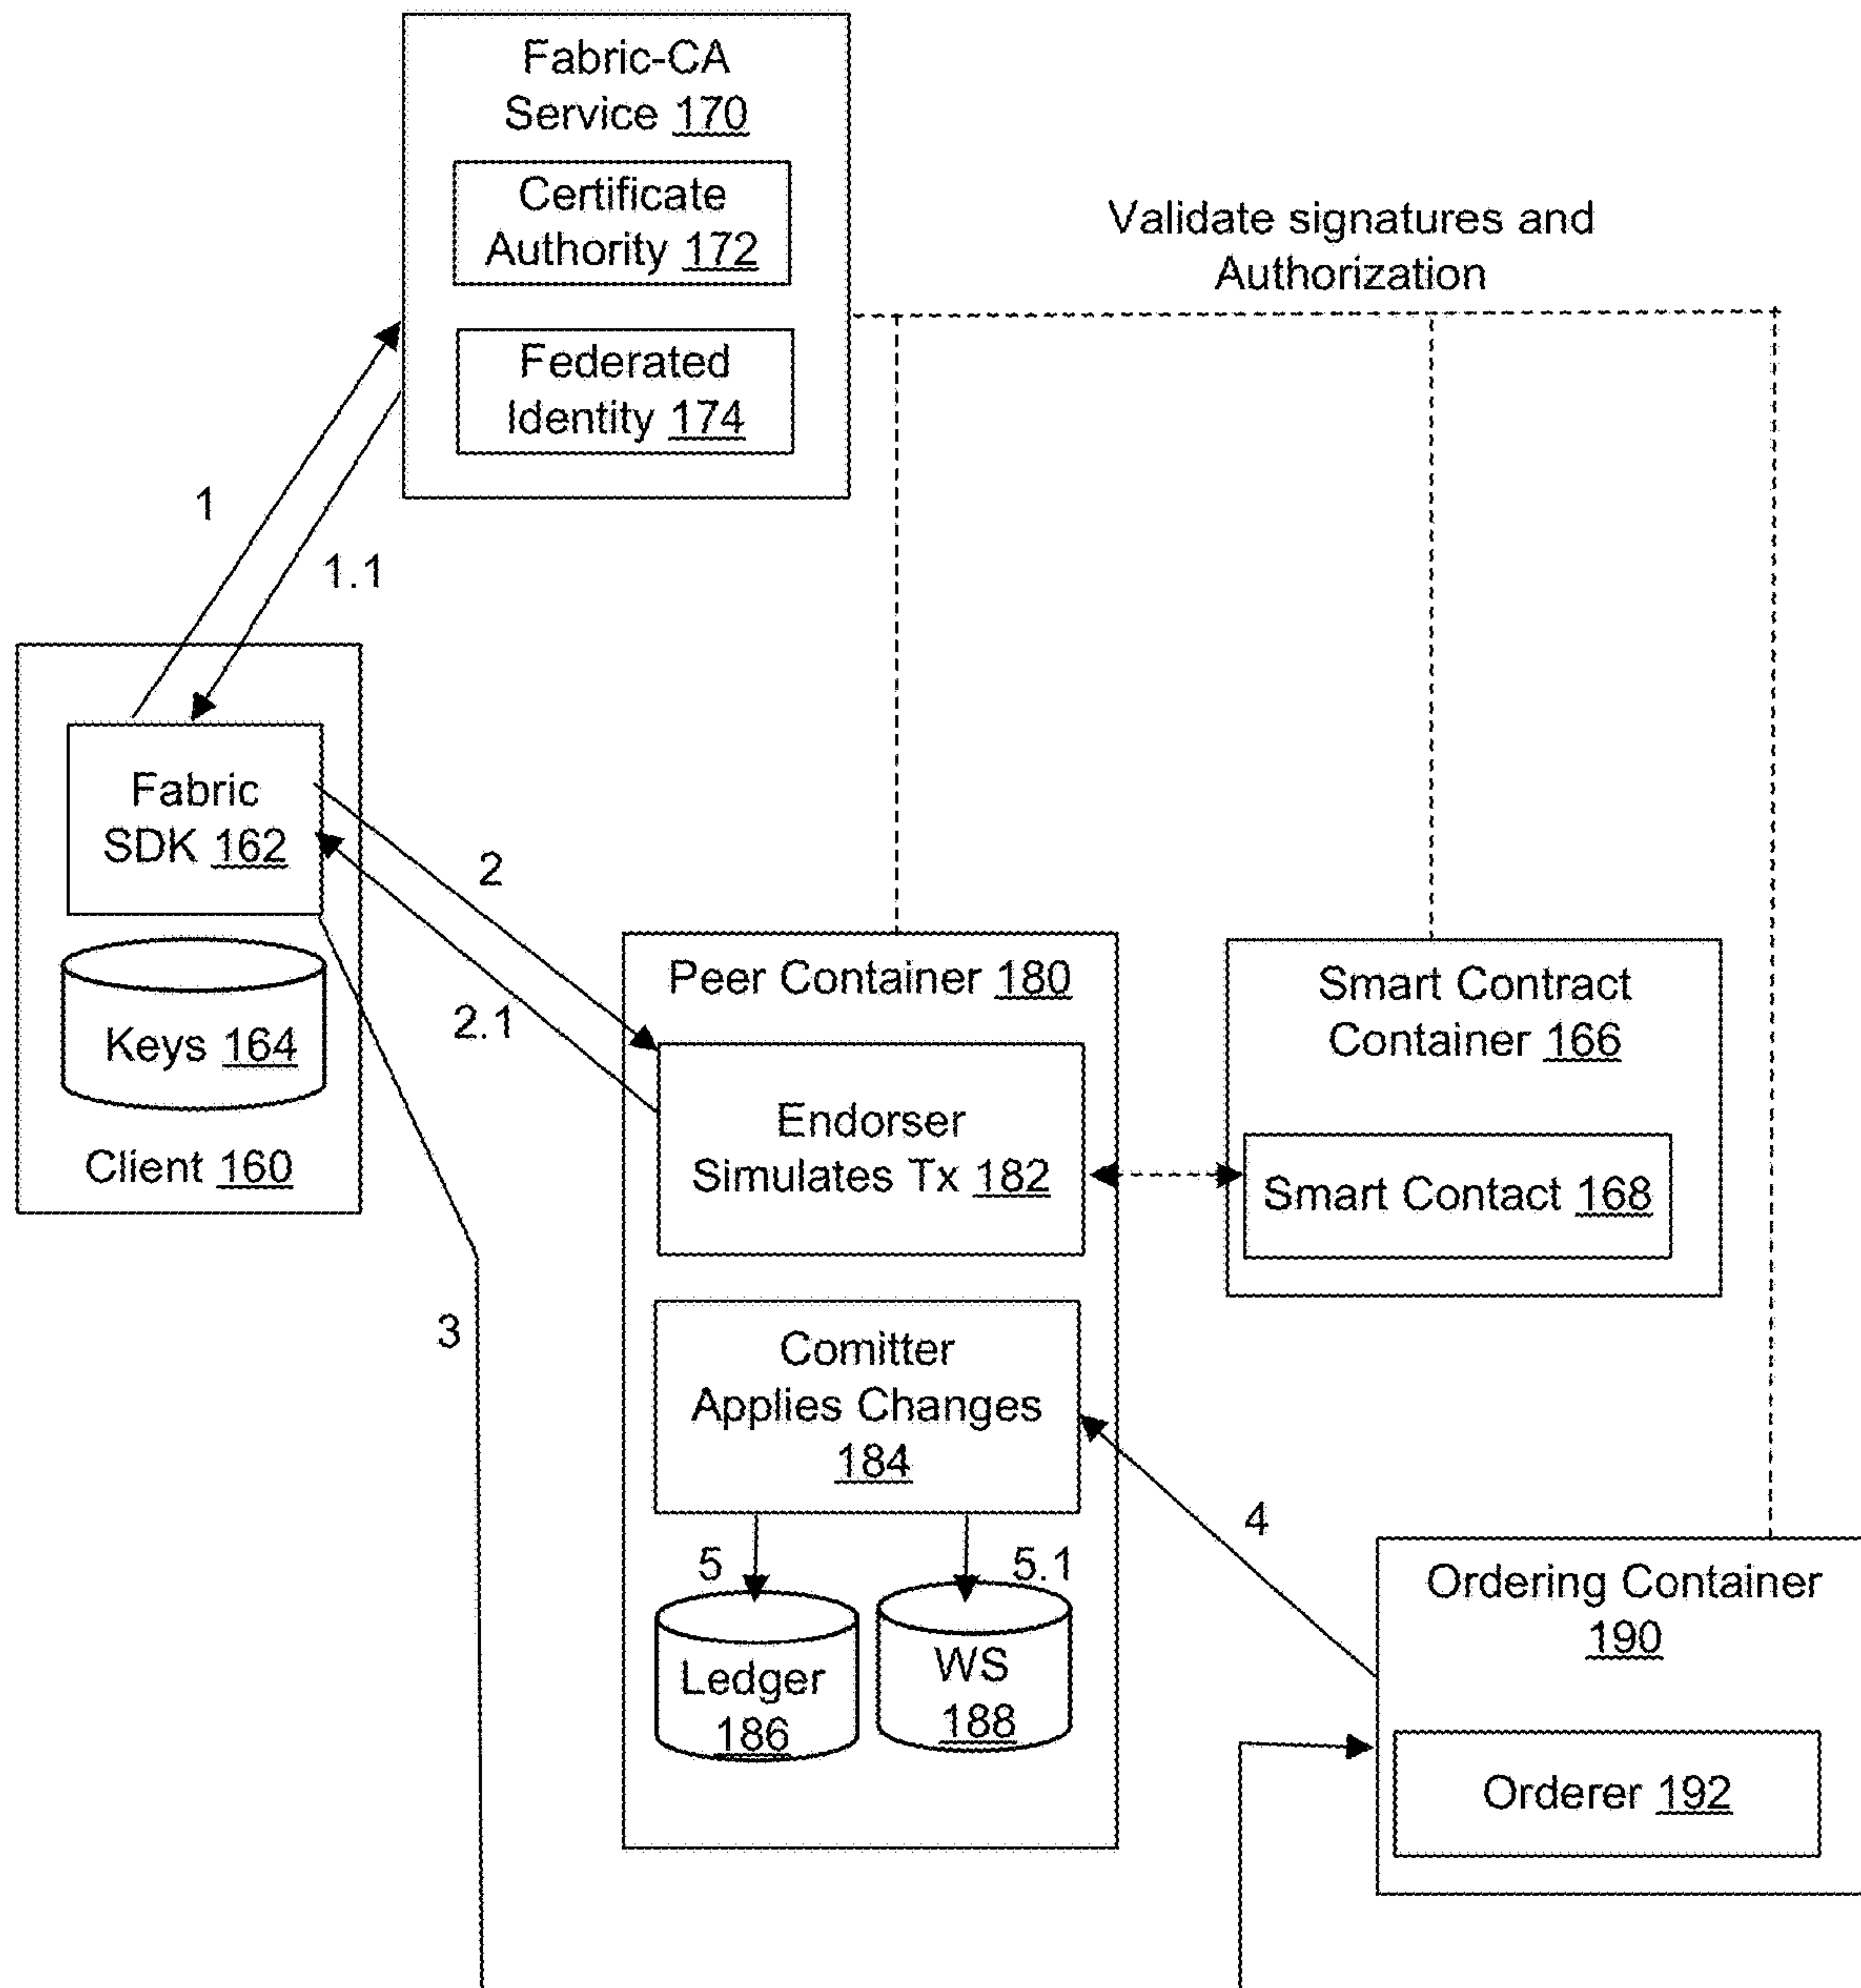 Fabric-CA
Service 170
Certificate
Authority 172
Federated
Identity 174
Validate signatures and
Authorization
1
1.1
Fabric
SDK 162
Keys 164
Client 160
2
2.1
3
Peer Container 180
Endorser
Simulates Tx 182
Smart Contract
Container 166
Smart Contact 168
Comitter
Applies Changes
184
4
5
5.1
Ledger
186
WS
188
Ordering Container
190
Orderer 192